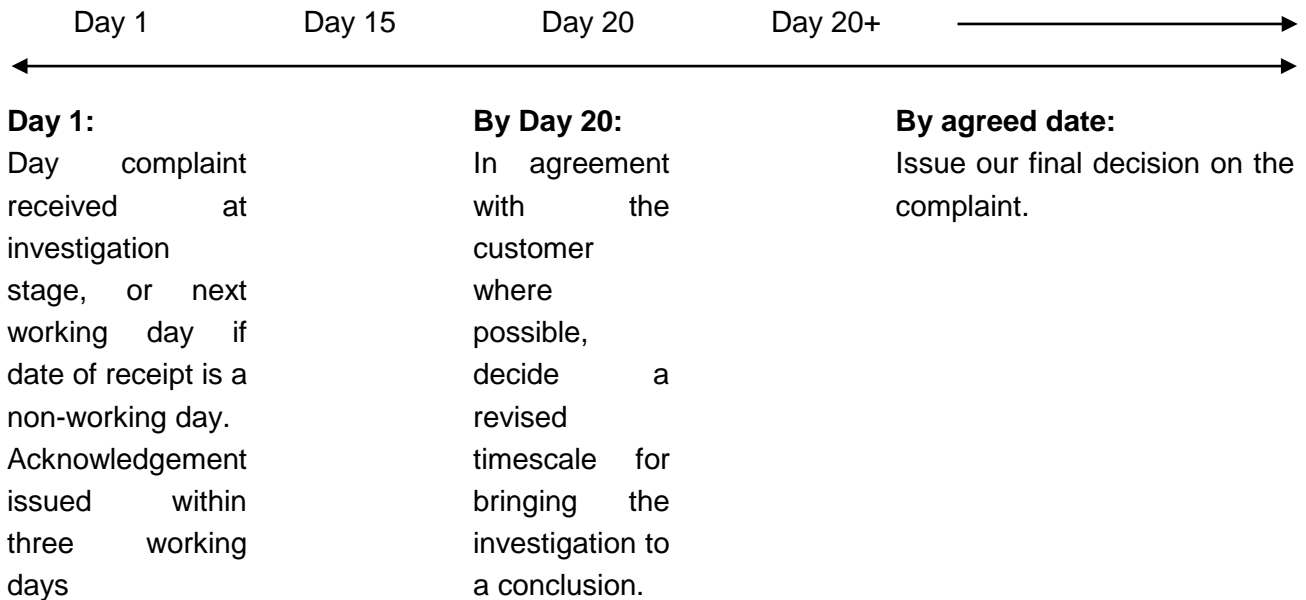 Day 1 Day 15 Day 20 Day 20+
Day 1:
Day complaint
received at
investigation
stage, or next
working day if
date of receipt is a
non-working day.
Acknowledgement
issued within
three working
days
By Day 20:
In agreement
with the
customer
where
possible,
decide a
revised
timescale for
bringing the
investigation to
a conclusion.
By agreed date:
Issue our final decision on the
complaint.